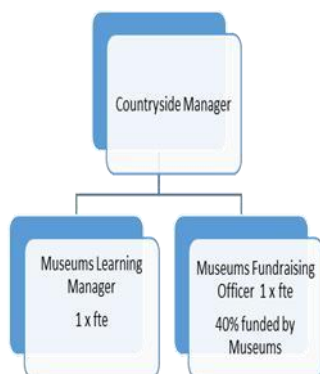 Countryside Manager
Museums Learning
Manager
1 x fte
Museums Fundraising
Officer 1 x fte
40% funded by
Museums